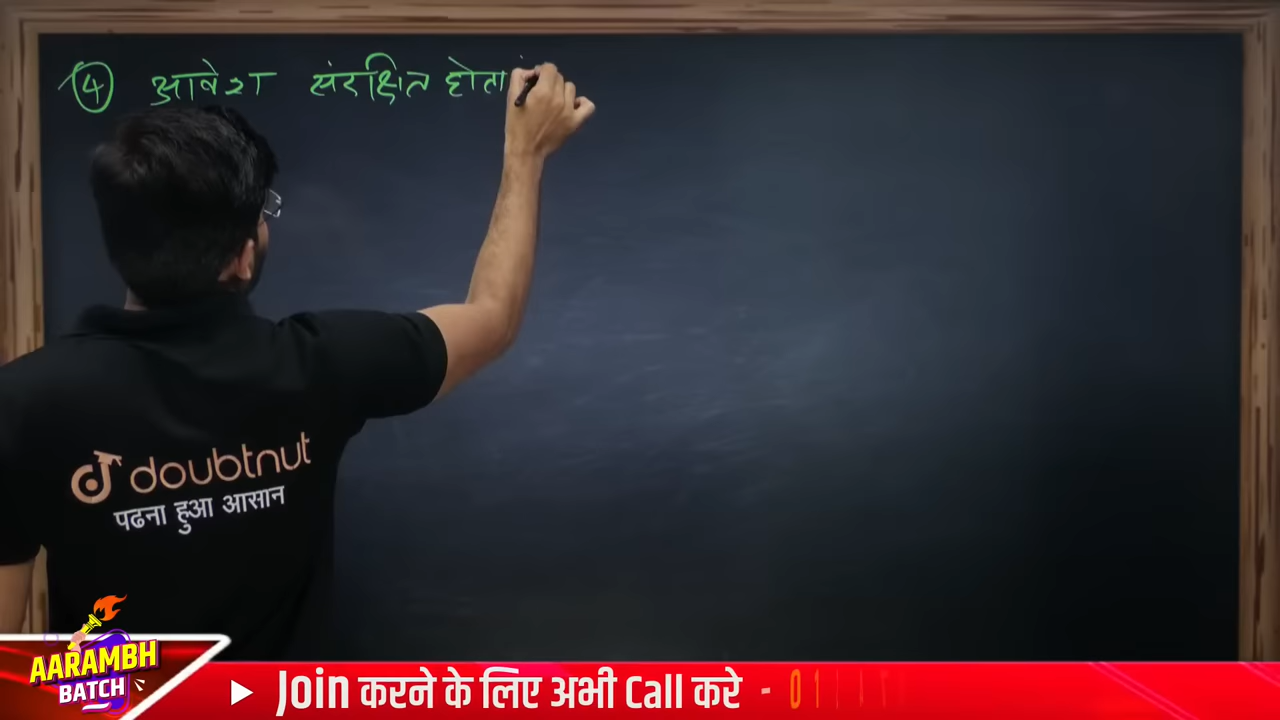 ④ आवेश संरक्षित होता
doubtnut
पढना हुआ आसान
AARAMBH
BATCH
Join करने के लिए अभी Call करे -